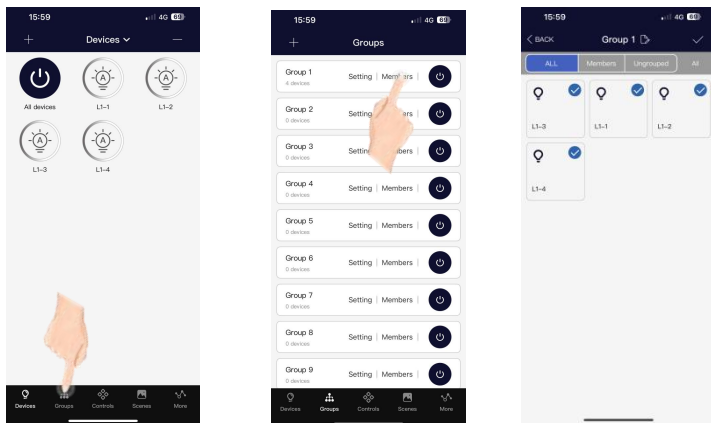 15:59 4G 69
Devices
All devices L1-1 L1-2
L1-3 L1-4
Devices Groups Controls Scenes More
15:59 4G 69
Groups
Group 1 Setting | Members |
4 devices
Group 2 Setting
0 devices
Group 3 Setting
0 devices
Group 4 Setting | Members |
0 devices
Group 5 Setting | Members |
0 devices
Group 6 Setting | Members |
0 devices
Group 7 Setting | Members |
0 devices
Group 8 Setting | Members |
0 devices
Group 9 Setting | Members |
0 devices
Devices Groups Controls Scenes More
15:59 4G 69
BACK Group 1
ALL Members Ungrouped All
L1-3 L1-1 L1-2
L1-4